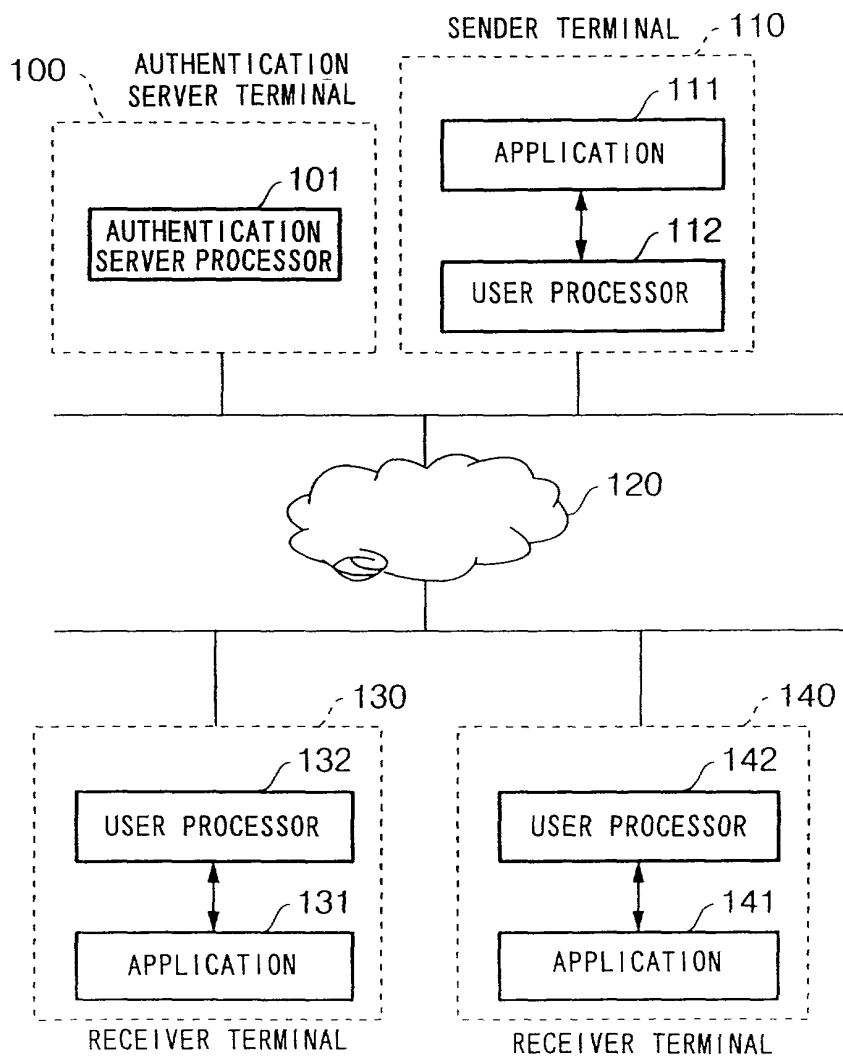 SENDER TERMINAL
110
100
AUTHENTICATION
SERVER TERMINAL
111
APPLICATION
101
AUTHENTICATION
SERVER PROCESSOR
112
USER PROCESSOR
120
130
140
132
USER PROCESSOR
142
USER PROCESSOR
131
APPLICATION
141
APPLICATION
RECEIVER TERMINAL
RECEIVER TERMINAL